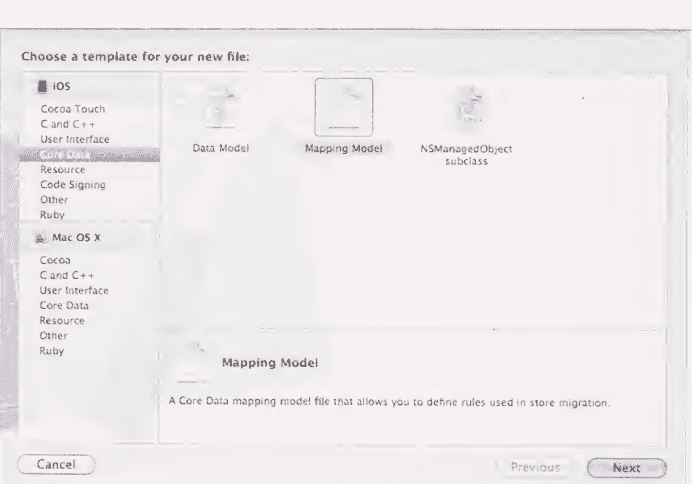 Choose a template for your new file:
iOS
Cocoa Touch
C and C++
User Interface
Core Data
Resource
Code Signing
Other
Ruby
Mac OS X
Cocoa
C and C++
User Interface
Core Data
Resource
Other
Ruby
Data Model
Mapping Model
NSManagedObject
subclass
Mapping Model
A Core Data mapping model file that allows you to define rules used in store migration.
Cancel
Previous
Next